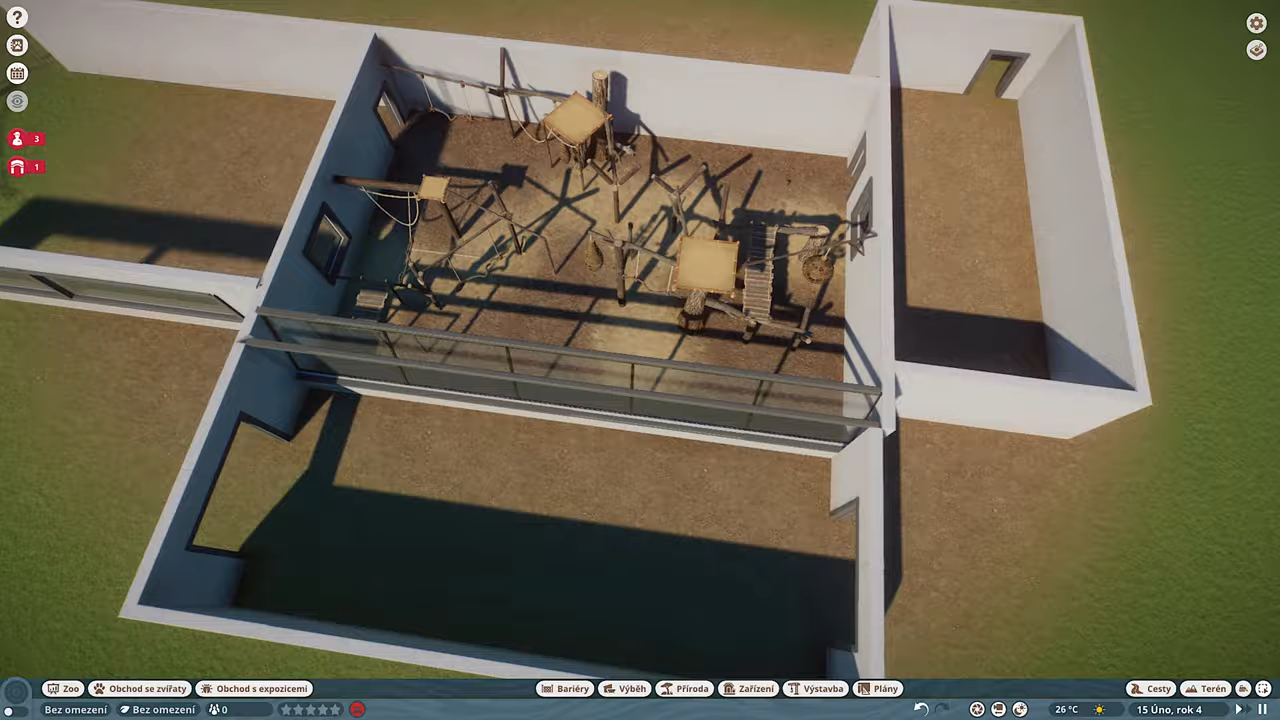 ?
3
1
Zoo
Obchod se zvířaty
Obchod s expozicemi
Bariéry
Výběh
Příroda
Zařízení
Výstavba
Plány
Cesty
Terén
Bez omezení
Bez omezení
0
26 °C
15 Úno, rok 4